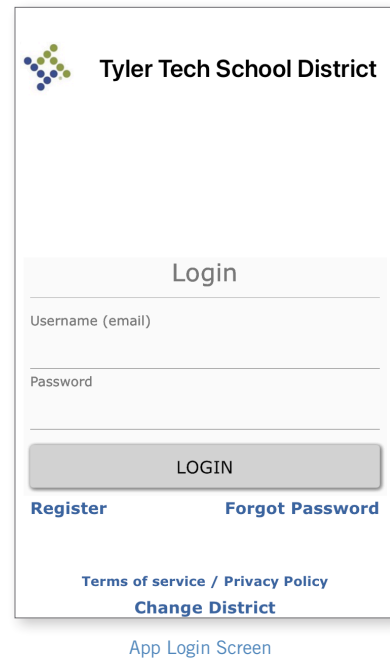 Tyler Tech School District
Login
Username (email)
Password
LOGIN
Register Forgot Password
Terms of service / Privacy Policy
Change District
App Login Screen